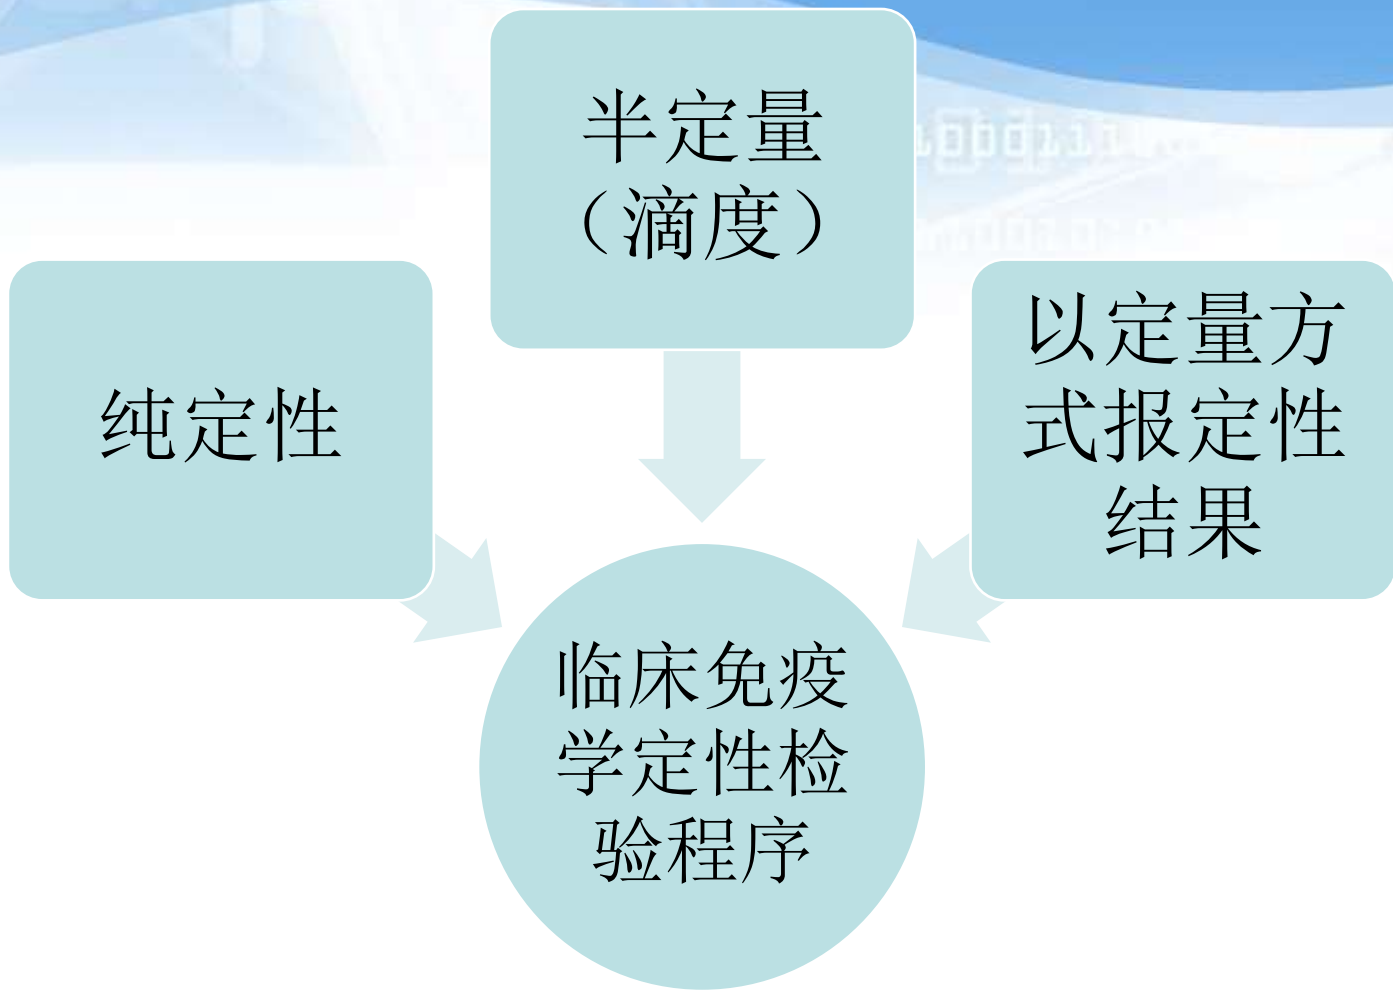 半定量
（滴度）
纯定性
以定量方
式报定性
结果
临床免疫
学定性检
验程序